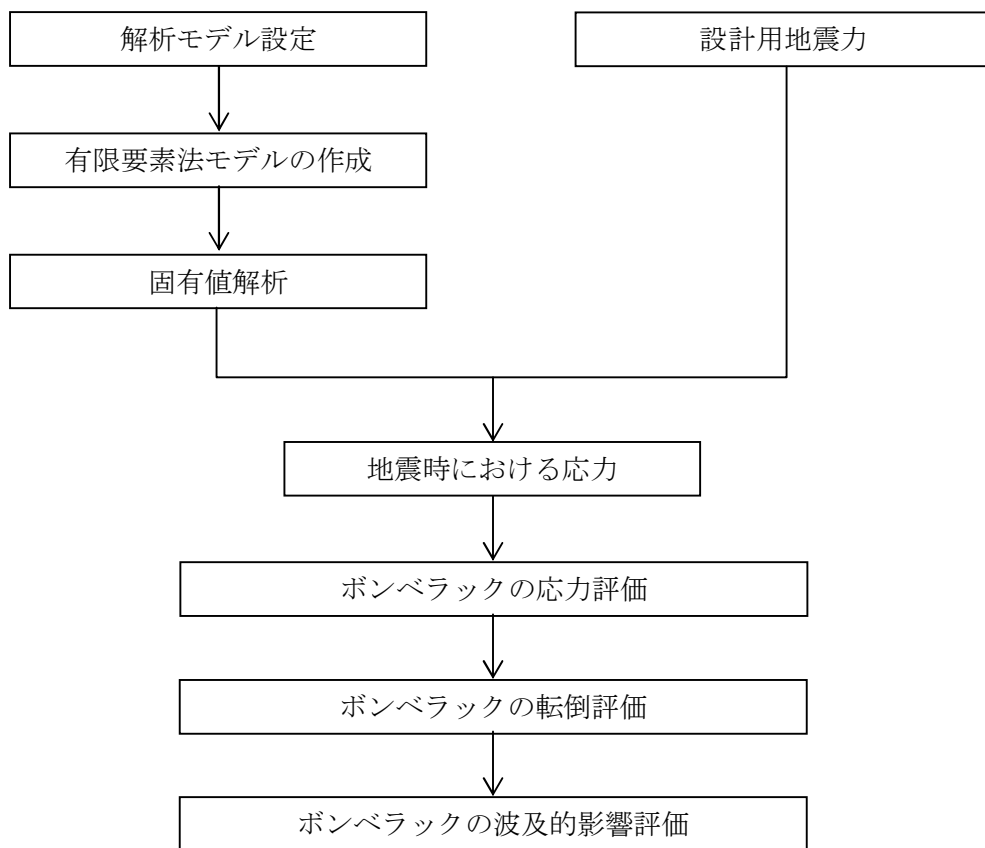 解析モデル設定
設計用地震力
有限要素法モデルの作成
固有値解析
地震時における応力
ボンベラックの応力評価
ボンベラックの転倒評価
ボンベラックの波及的影響評価